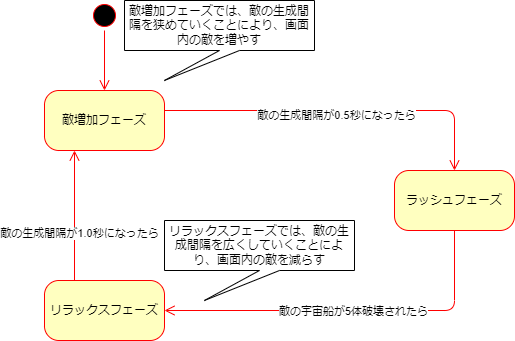 敵増加フェーズでは、敵の生成間
隔を狭めていくことにより、画面
内の敵を増やす
敵増加フェーズ
敵の生成間隔が0.5秒になったら
ラッシュフェーズ
敵の生成間隔が1.0秒になったら
リラックスフェーズでは、敵の生
成間隔を広くしていくことによ
り、画面内の敵を減らす
リラックスフェーズ
敵の宇宙船が5体破壊されたら